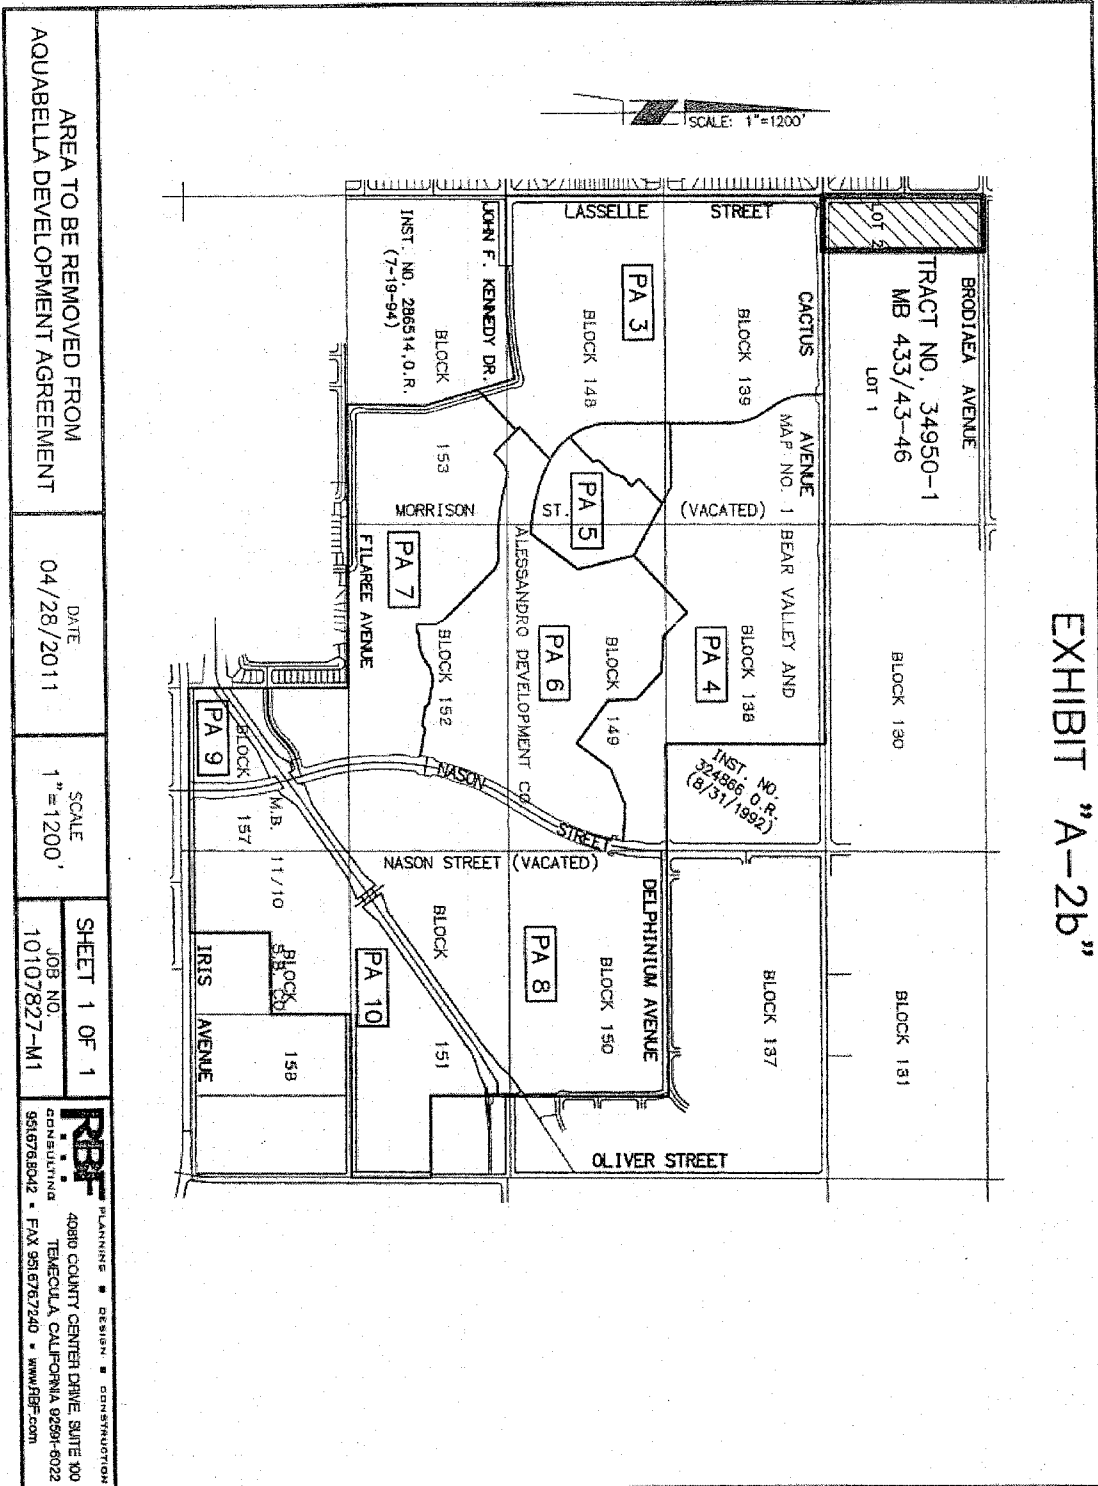 EXHIBIT "A-2b"
SCALE: 1"=1200'
BRODIAEA AVENUE
TRACT NO. 34950-1
MB 433/43-46
LOT 1
LOT 2
BLOCK 130
BLOCK 131
CACTUS AVENUE
MAP NO. 1 BEAR VALLEY AND
ALESSANDRO DEVELOPMENT CO
LASSELLE STREET
BLOCK 139
BLOCK 138
INST. NO.
324866 O.R.
(8/31/1992)
BLOCK 137
PA 3
PA 4
BLOCK 148
MORRISON ST. (VACATED)
PA 5
BLOCK 149
PA 6
DELPHINIUM AVENUE
BLOCK 150
PA 8
OLIVER STREET
JOHN F. KENNEDY DR.
INST. NO. 286514,O.R.
(7-19-94)
BLOCK 153
PA 7
BLOCK 152
FILAREE AVENUE
NASON STREET
NASON STREET (VACATED)
BLOCK 151
PA 10
PA 9
BLOCK 157
M.B. 11/10
S.B. CO.
BLOCK 158
IRIS AVENUE
AREA TO BE REMOVED FROM
AQUABELLA DEVELOPMENT AGREEMENT
DATE
04/28/2011
SCALE
1"=1200'
SHEET 1 OF 1
JOB NO.
10107827-M1
RBF
CONSULTING
PLANNING ■ DESIGN ■ CONSTRUCTION
40810 COUNTY CENTER DRIVE, SUITE 100
TEMECULA, CALIFORNIA 92591-6022
951.676.8042 • FAX 951.676.7240 • www.RBF.com